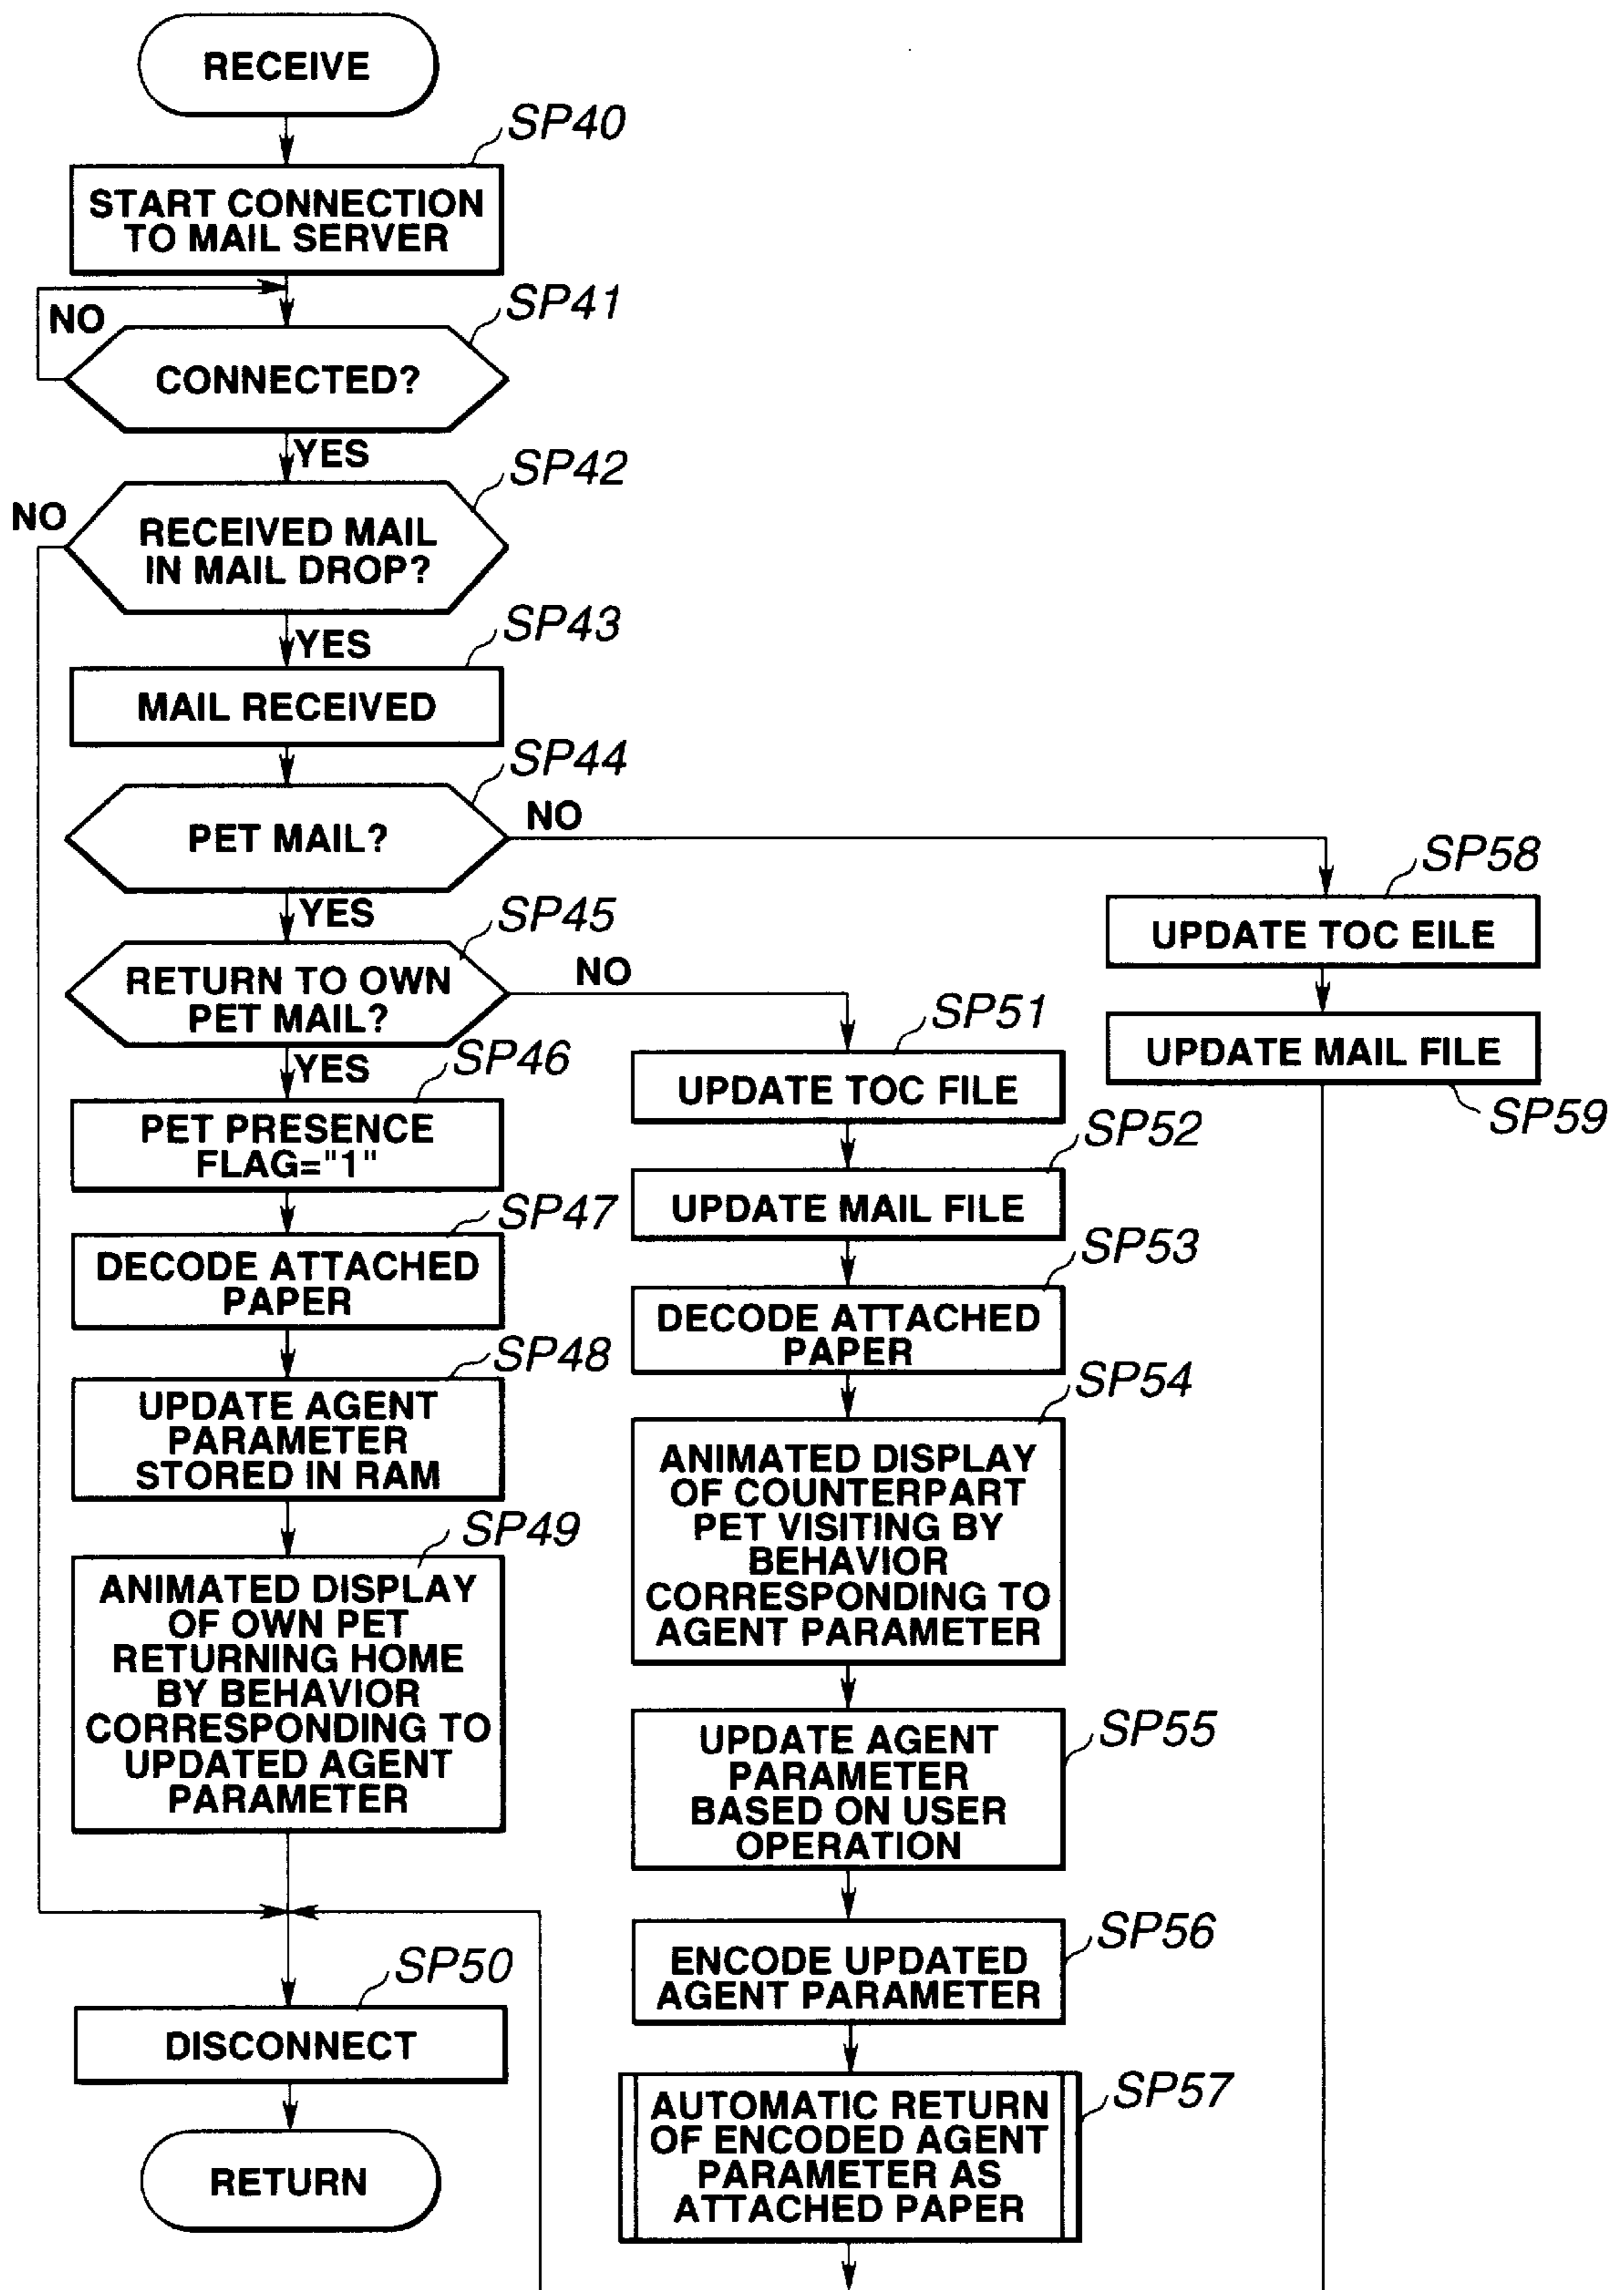 RECEIVE
SP40
START CONNECTION
TO MAIL SERVER
SP41
NO
CONNECTED?
YES
SP42
NO
RECEIVED MAIL
IN MAIL DROP?
YES
SP43
MAIL RECEIVED
SP44
PET MAIL?
NO
YES
SP45
RETURN TO OWN
PET MAIL?
NO
YES
SP46
PET PRESENCE
FLAG="1"
SP47
DECODE ATTACHED
PAPER
SP48
UPDATE AGENT
PARAMETER
STORED IN RAM
SP49
ANIMATED DISPLAY
OF OWN PET
RETURNING HOME
BY BEHAVIOR
CORRESPONDING TO
UPDATED AGENT
PARAMETER
SP50
DISCONNECT
RETURN
SP51
UPDATE TOC FILE
SP52
UPDATE MAIL FILE
SP53
DECODE ATTACHED
PAPER
SP54
ANIMATED DISPLAY
OF COUNTERPART
PET VISITING BY
BEHAVIOR
CORRESPONDING TO
AGENT PARAMETER
SP55
UPDATE AGENT
PARAMETER
BASED ON USER
OPERATION
SP56
ENCODE UPDATED
AGENT PARAMETER
SP57
AUTOMATIC RETURN
OF ENCODED AGENT
PARAMETER AS
ATTACHED PAPER
SP58
UPDATE TOC EILE
UPDATE MAIL FILE
SP59